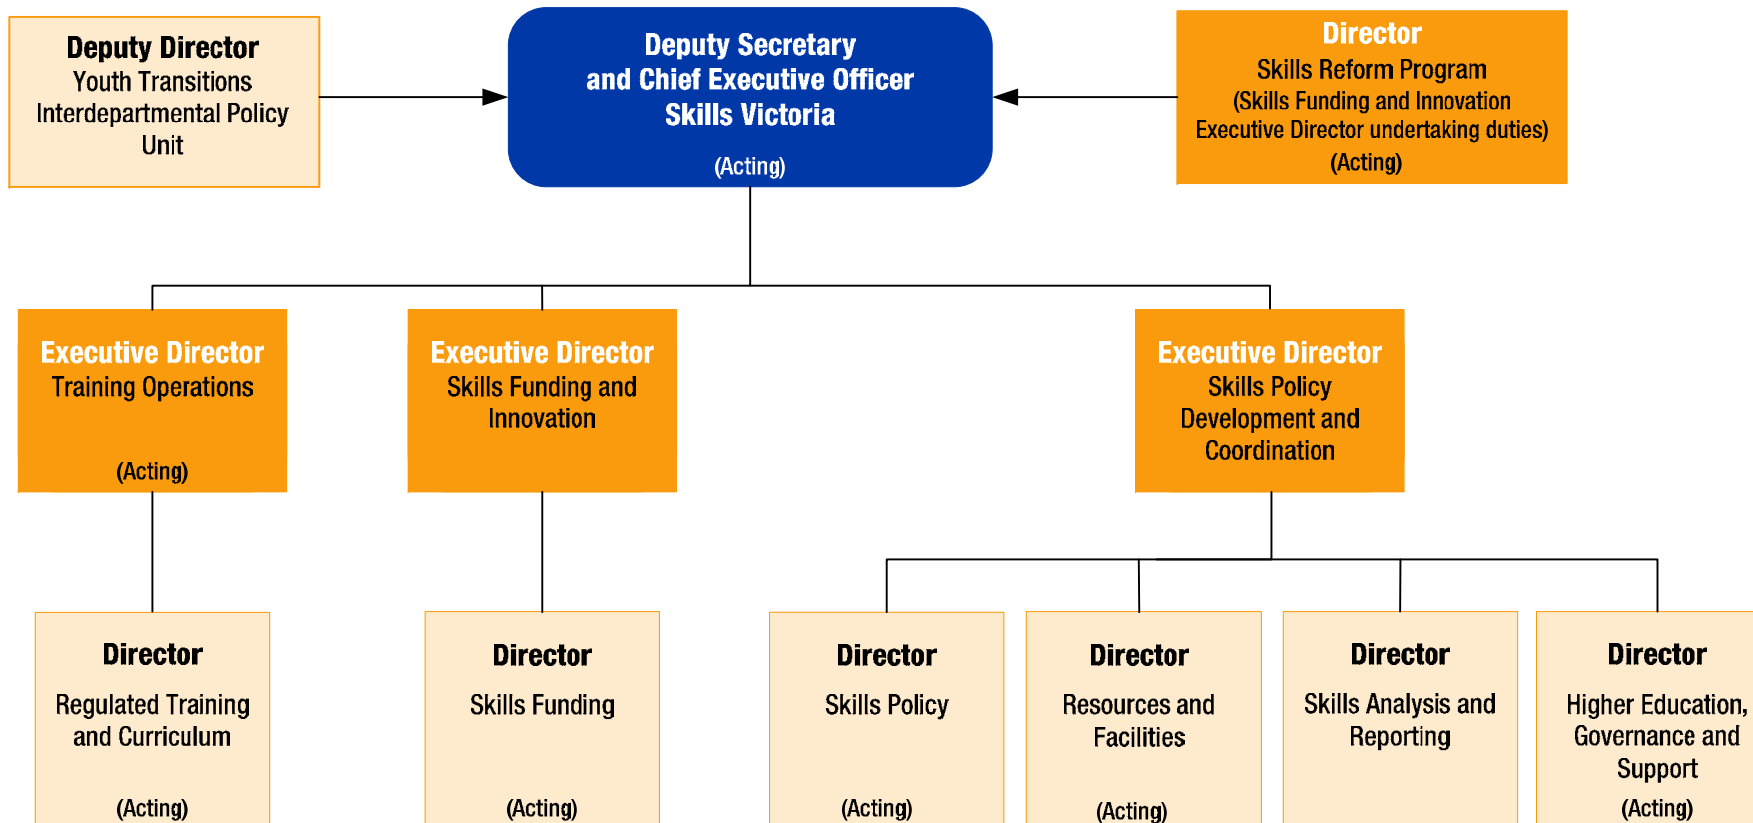 Deputy Director
Youth Transitions
Interdepartmental Policy
Unit
Deputy Secretary
and Chief Executive Officer
Skills Victoria
(Acting)
Director
Skills Reform Program
(Skills Funding and Innovation
Executive Director undertaking duties)
(Acting)
Executive Director
Training Operations
(Acting)
Executive Director
Skills Funding and
Innovation
Executive Director
Skills Policy
Development and
Coordination
Director
Regulated Training
and Curriculum
(Acting)
Director
Skills Funding
(Acting)
Director
Skills Policy
(Acting)
Director
Resources and
Facilities
(Acting)
Director
Skills Analysis and
Reporting
Director
Higher Education,
Governance and
Support
(Acting)